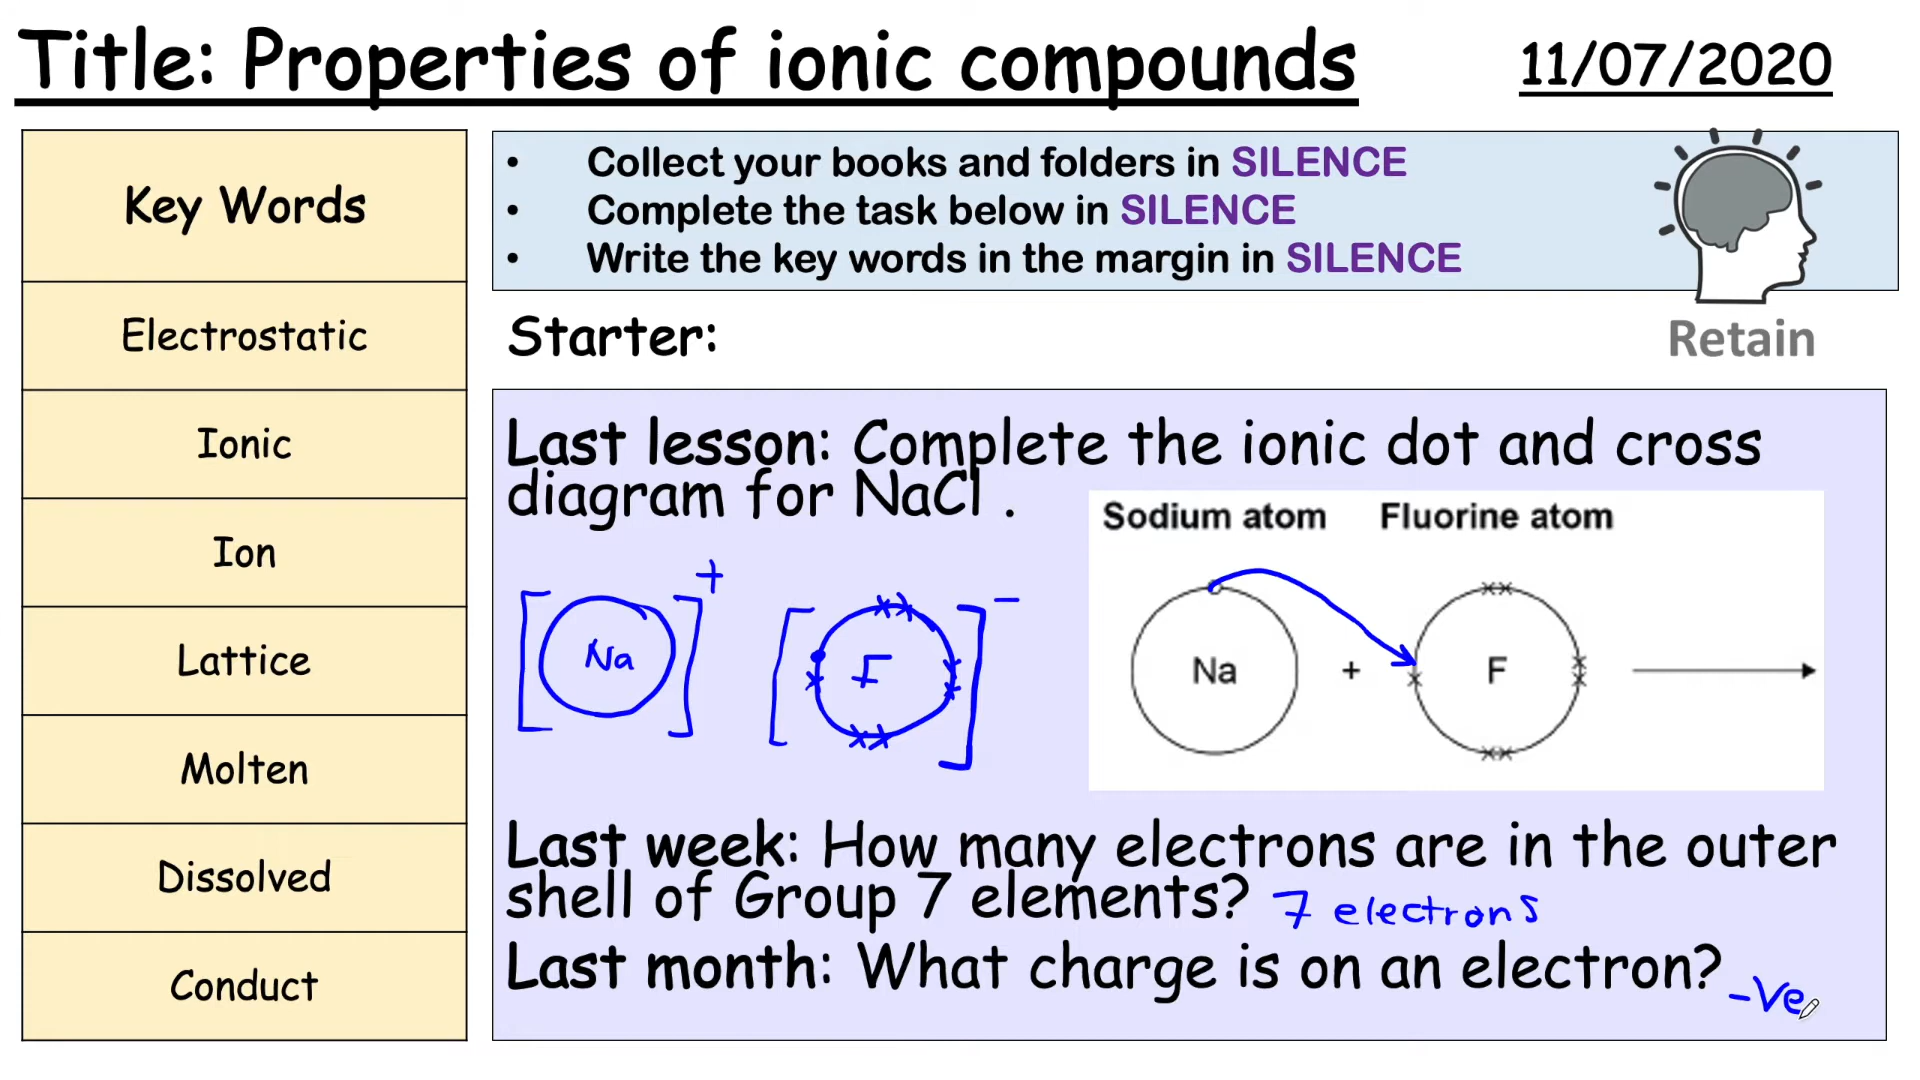 Title: Properties of ionic compounds
11/07/2020
Key Words
Electrostatic
Ionic
Ion
Lattice
Molten
Dissolved
Conduct
• Collect your books and folders in SILENCE
• Complete the task below in SILENCE
• Write the key words in the margin in SILENCE
Retain
Starter:
Last lesson: Complete the ionic dot and cross
diagram for NaCl .
Sodium atom Fluorine atom
[Na]+ [F]-
Na + F
Last week: How many electrons are in the outer
shell of Group 7 elements? 7 electrons
Last month: What charge is on an electron? -ve